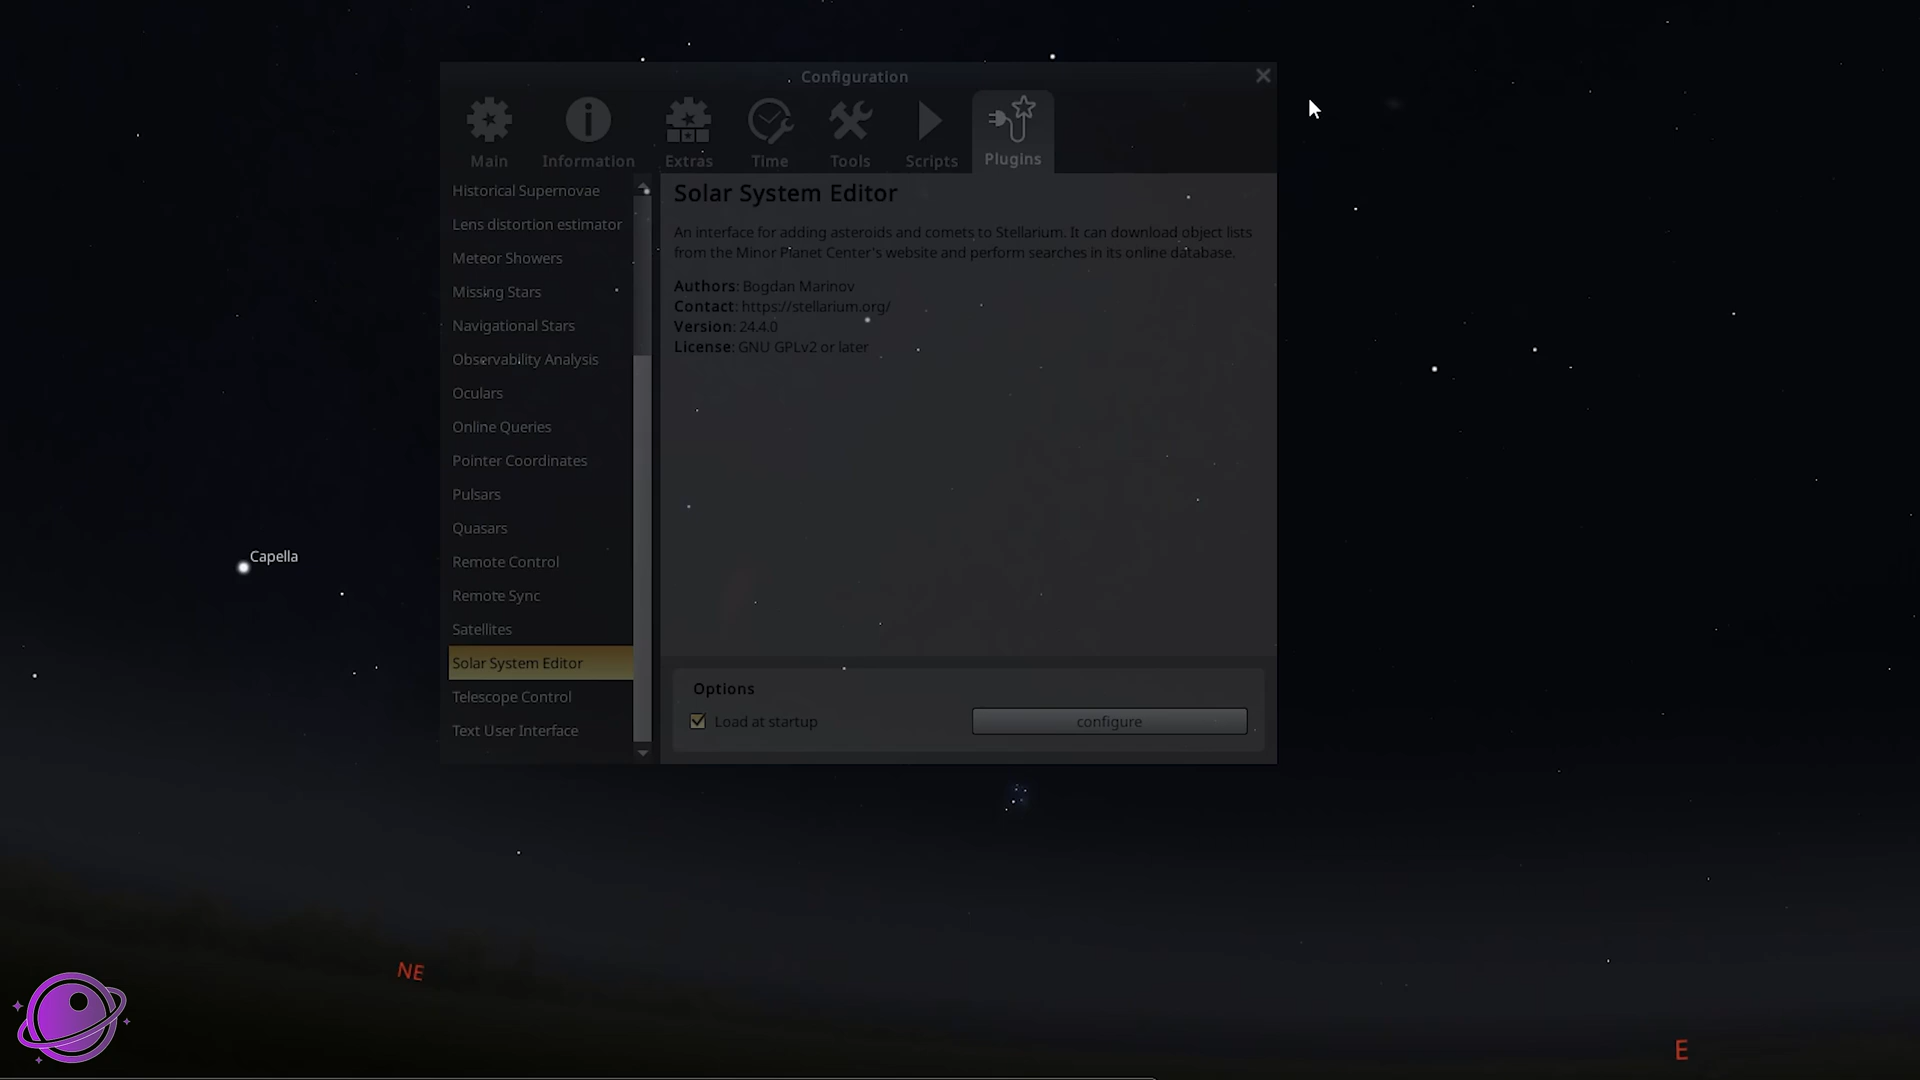 Configuration
Main
Information
Extras
Time
Tools
Scripts
Plugins
Historical Supernovae
Lens distortion estimator
Meteor Showers
Missing Stars
Navigational Stars
Observability Analysis
Oculars
Online Queries
Pointer Coordinates
Pulsars
Quasars
Remote Control
Remote Sync
Satellites
Solar System Editor
Telescope Control
Text User Interface
Solar System Editor
An interface for adding asteroids and comets to Stellarium. It can download object lists
from the Minor Planet Center's website and perform searches in its online database.
Authors: Bogdan Marinov
Contact: https://stellarium.org/
Version: 24.4.0
License: GNU GPLv2 or later
Options
Load at startup
configure
Capella
NE
E